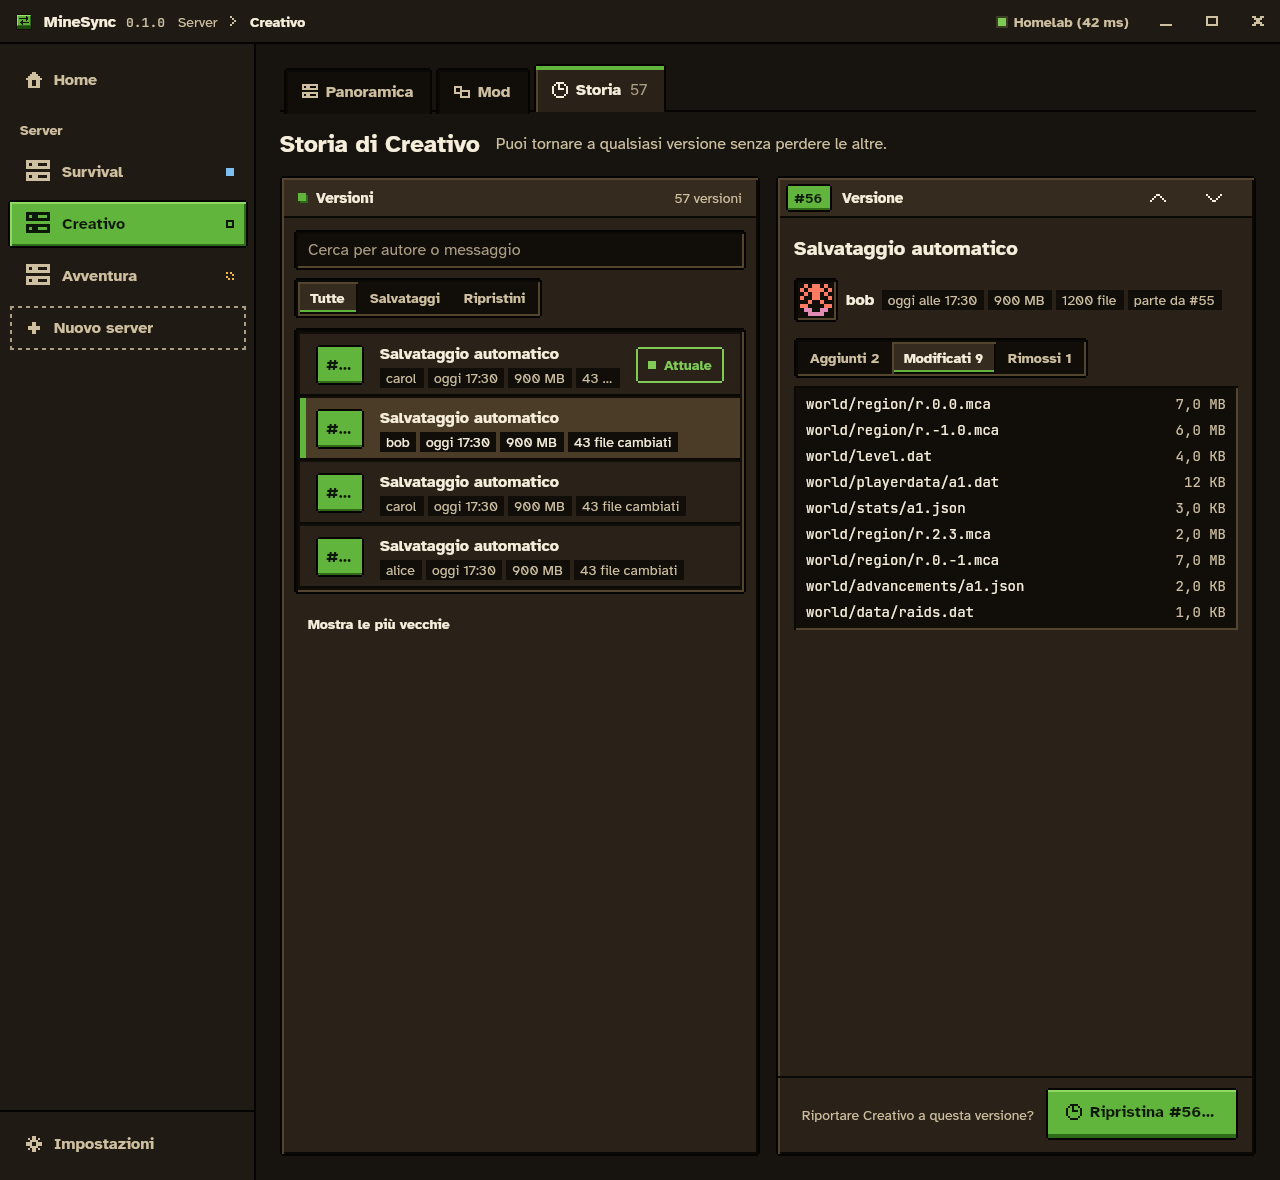 MineSync 0.1.0 Server Creativo
Homelab (42 ms)
Home
Server
Survival
Creativo
Avventura
Nuovo server
Impostazioni
Panoramica
Mod
Storia 57
Storia di Creativo Puoi tornare a qualsiasi versione senza perdere le altre.
Versioni 57 versioni
Cerca per autore o messaggio
Tutte Salvataggi Ripristini
#... Salvataggio automatico
carol oggi 17:30 900 MB 43 ...
Attuale
#... Salvataggio automatico
bob oggi 17:30 900 MB 43 file cambiati
#... Salvataggio automatico
carol oggi 17:30 900 MB 43 file cambiati
#... Salvataggio automatico
alice oggi 17:30 900 MB 43 file cambiati
Mostra le più vecchie
#56 Versione
Salvataggio automatico
bob oggi alle 17:30 900 MB 1200 file parte da #55
Aggiunti 2 Modificati 9 Rimossi 1
world/region/r.0.0.mca 7,0 MB
world/region/r.-1.0.mca 6,0 MB
world/level.dat 4,0 KB
world/playerdata/a1.dat 12 KB
world/stats/a1.json 3,0 KB
world/region/r.2.3.mca 2,0 MB
world/region/r.0.-1.mca 7,0 MB
world/advancements/a1.json 2,0 KB
world/data/raids.dat 1,0 KB
Riportare Creativo a questa versione?
Ripristina #56...